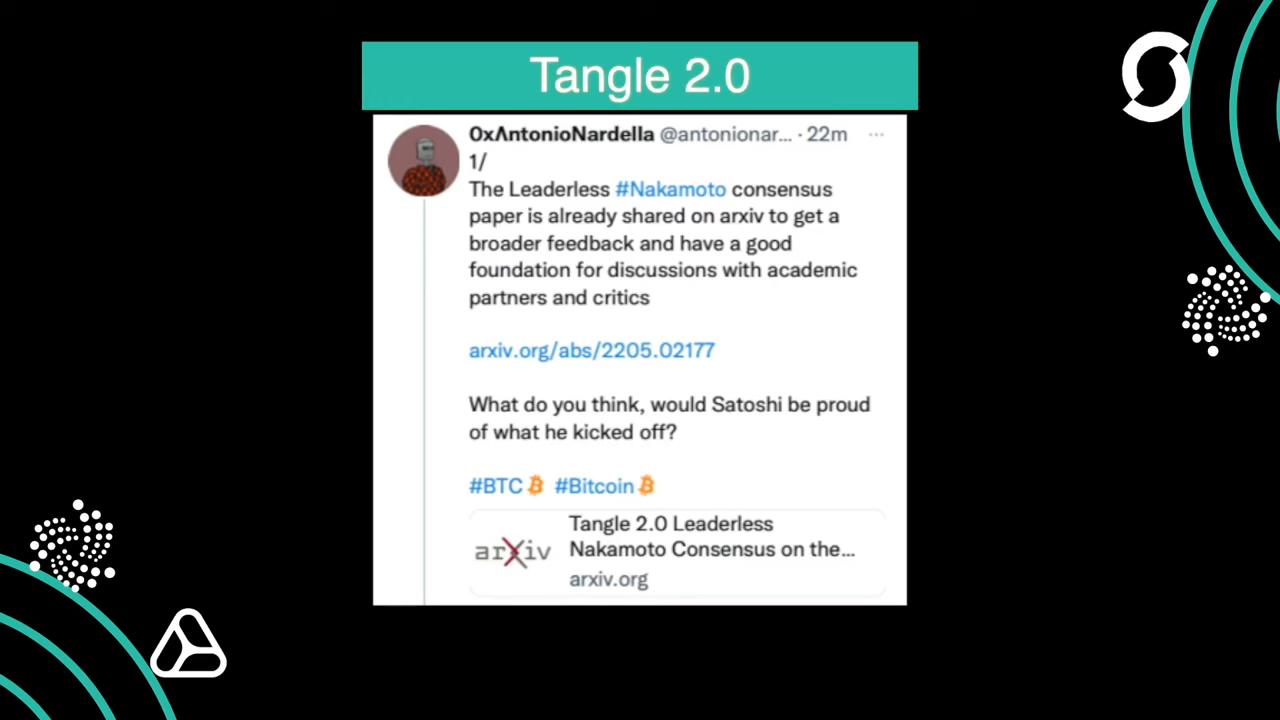 Tangle 2.0
0xΛntonioNardella @antonionar... · 22m ...
1/
The Leaderless #Nakamoto consensus
paper is already shared on arxiv to get a
broader feedback and have a good
foundation for discussions with academic
partners and critics
arxiv.org/abs/2205.02177
What do you think, would Satoshi be proud
of what he kicked off?
#BTC #Bitcoin
Tangle 2.0 Leaderless
arXiv
Nakamoto Consensus on the...
arxiv.org